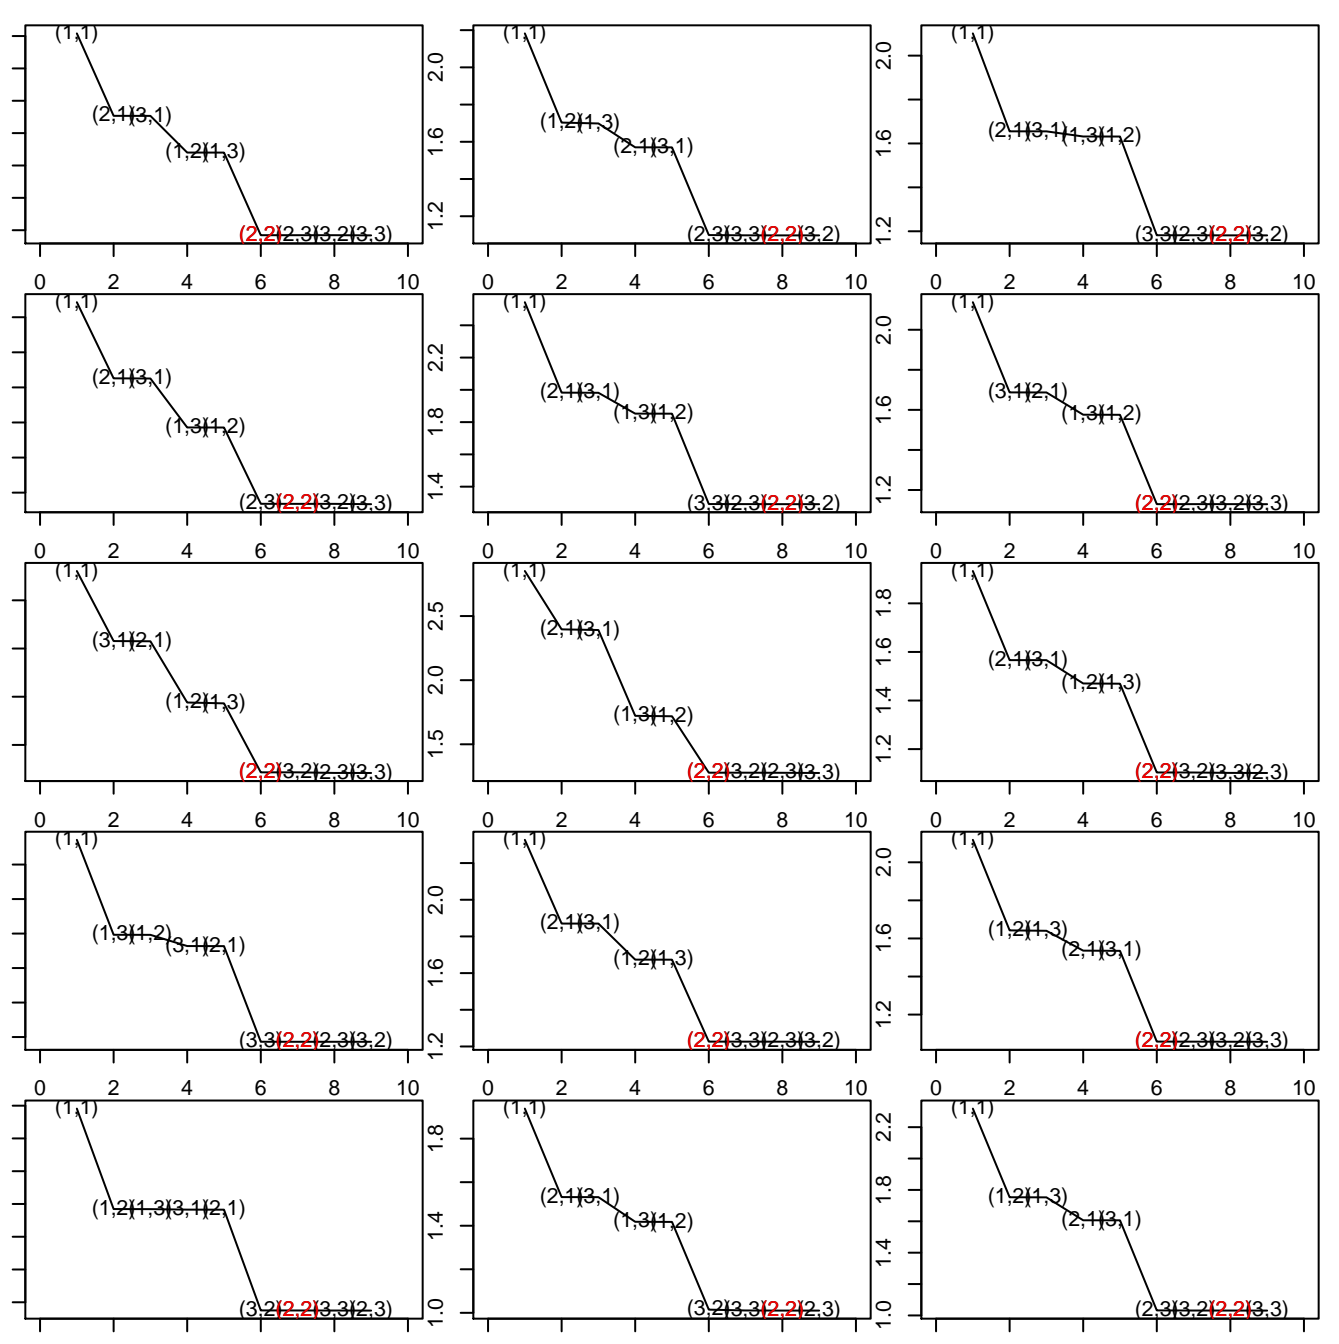 (1,1) (2,1) (3,1) (1,2) (1,3) (2,2) (2,3) (3,2) (3,3)
0 2 4 6 8 10
(1,1) (1,2) (1,3) (2,1) (3,1) (2,3) (3,3) (2,2) (3,2)
1.2 1.6 2.0
0 2 4 6 8 10
(1,1) (2,1) (3,1) (1,3) (1,2) (3,3) (2,3) (2,2) (3,2)
1.2 1.6 2.0
0 2 4 6 8 10
(1,1) (2,1) (3,1) (1,3) (1,2) (2,3) (2,2) (3,2) (3,3)
0 2 4 6 8 10
(1,1) (2,1) (3,1) (1,3) (1,2) (3,3) (2,3) (2,2) (3,2)
1.4 1.8 2.2
0 2 4 6 8 10
(1,1) (3,1) (2,1) (1,3) (1,2) (2,2) (2,3) (3,2) (3,3)
1.2 1.6 2.0
0 2 4 6 8 10
(1,1) (3,1) (2,1) (1,2) (1,3) (2,2) (3,2) (2,3) (3,3)
0 2 4 6 8 10
(1,1) (2,1) (3,1) (1,3) (1,2) (2,2) (3,2) (2,3) (3,3)
1.5 2.0 2.5
0 2 4 6 8 10
(1,1) (2,1) (3,1) (1,2) (1,3) (2,2) (3,2) (3,3) (2,3)
1.2 1.4 1.6 1.8
0 2 4 6 8 10
(1,1) (1,3) (1,2) (3,1) (2,1) (3,3) (2,2) (2,3) (3,2)
0 2 4 6 8 10
(1,1) (2,1) (3,1) (1,2) (1,3) (2,2) (3,3) (2,3) (3,2)
1.2 1.6 2.0
0 2 4 6 8 10
(1,1) (1,2) (1,3) (2,1) (3,1) (2,2) (2,3) (3,2) (3,3)
1.2 1.6 2.0
0 2 4 6 8 10
(1,1) (1,2) (1,3) (3,1) (2,1) (3,2) (2,2) (3,3) (2,3)
(1,1) (2,1) (3,1) (1,3) (1,2) (3,2) (3,3) (2,2) (2,3)
1.0 1.4 1.8
(1,1) (1,2) (1,3) (2,1) (3,1) (2,3) (3,2) (2,2) (3,3)
1.0 1.4 1.8 2.2